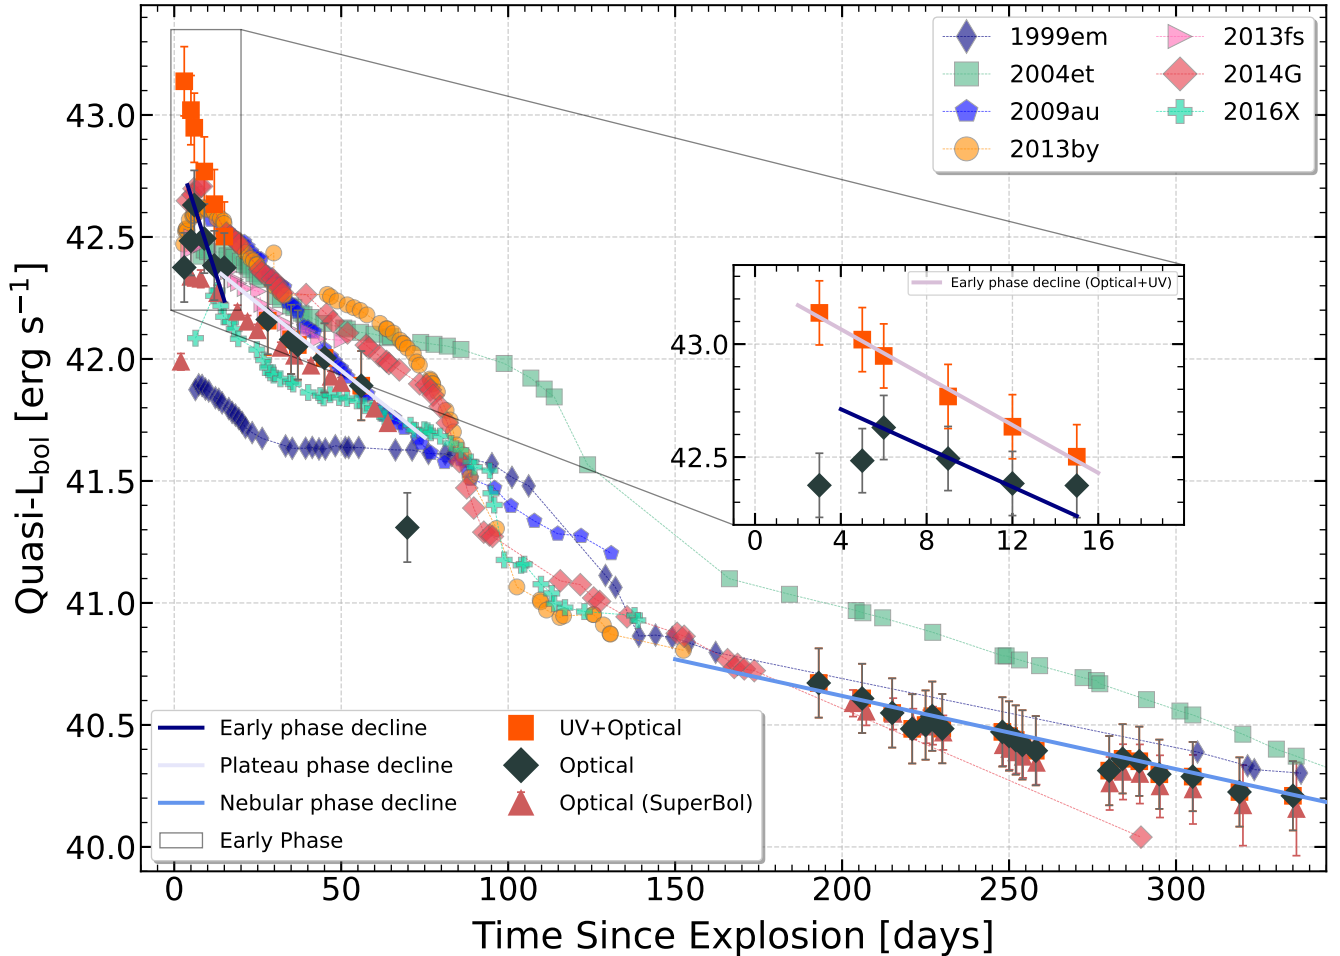 Quasi-L_bol [erg s⁻¹]
43.0
42.5
42.0
41.5
41.0
40.5
40.0
1999em
2004et
2009au
2013by
2013fs
2014G
2016X
Early phase decline (Optical+UV)
43.0
42.5
0 4 8 12 16
Early phase decline
Plateau phase decline
Nebular phase decline
Early Phase
UV+Optical
Optical
Optical (SuperBol)
0 50 100 150 200 250 300
Time Since Explosion [days]